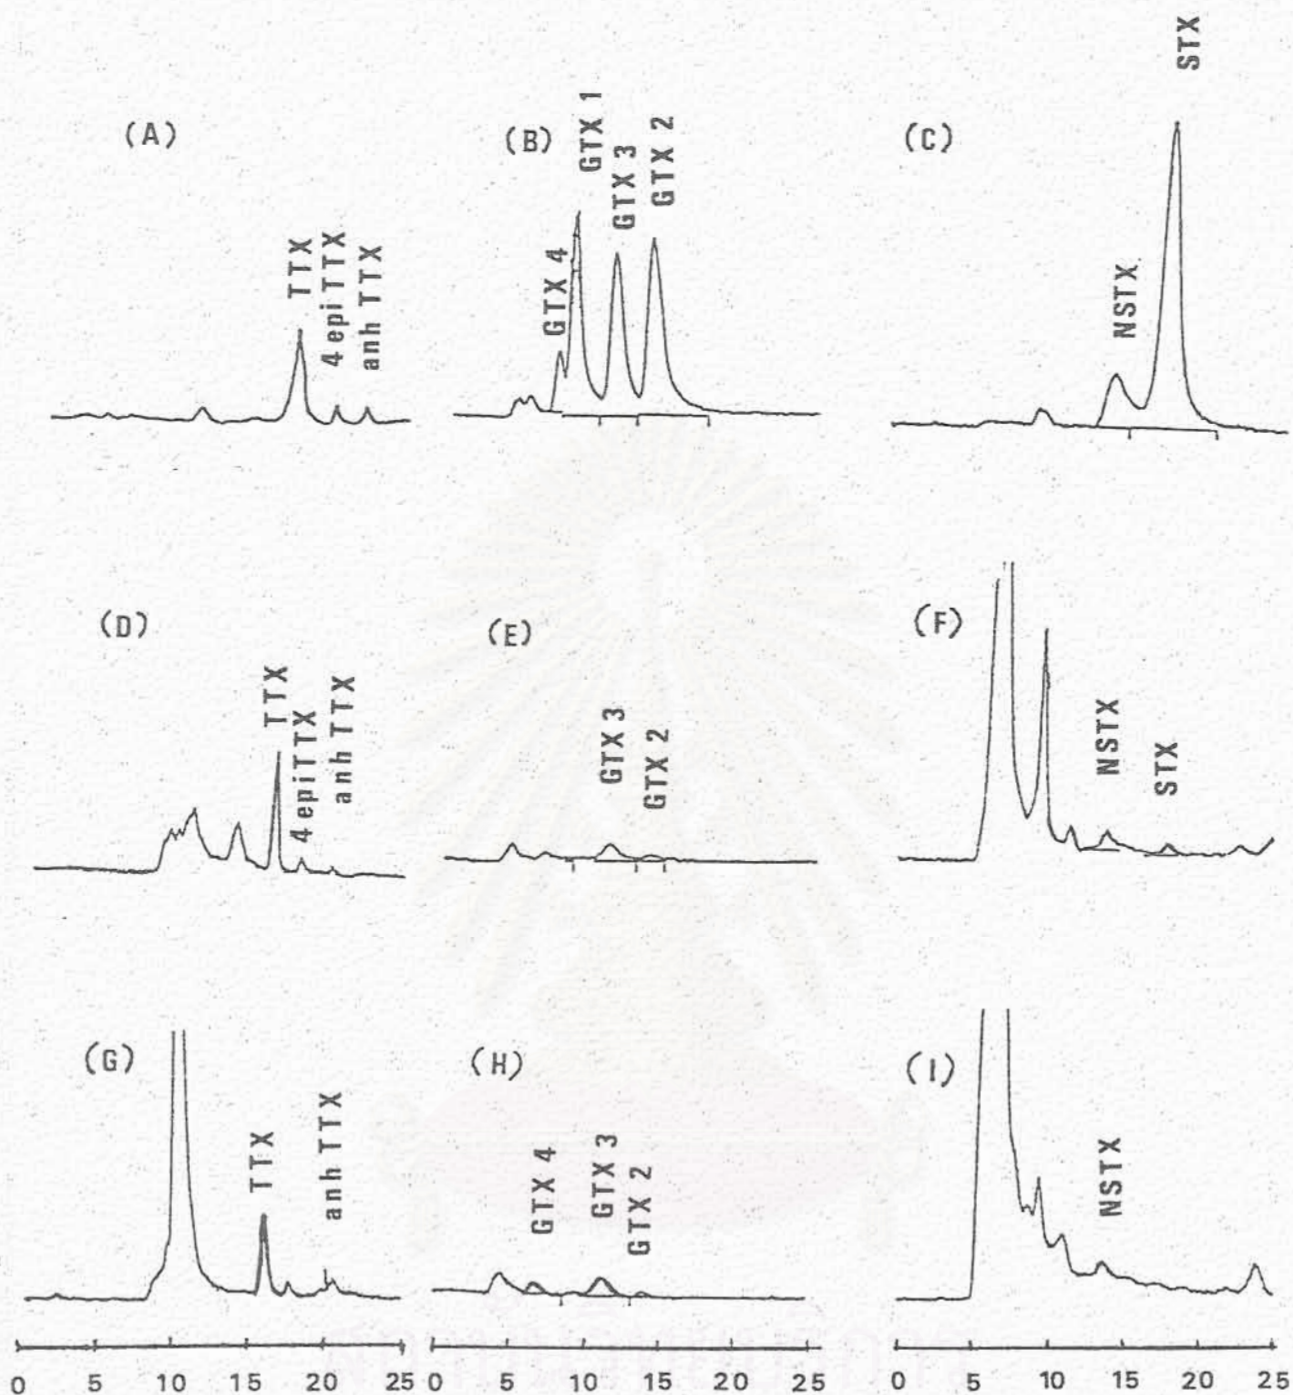 (A)
TTX
4 epi TTX
anh TTX
(B)
GTX 4
GTX 1
GTX 3
GTX 2
(C)
NSTX
STX
(D)
TTX
4 epi TTX
anh TTX
(E)
GTX 3
GTX 2
(F)
NSTX
STX
(G)
TTX
anh TTX
(H)
GTX 4
GTX 3
GTX 2
(I)
NSTX
0 5 10 15 20 25
0 5 10 15 20 25
0 5 10 15 20 25